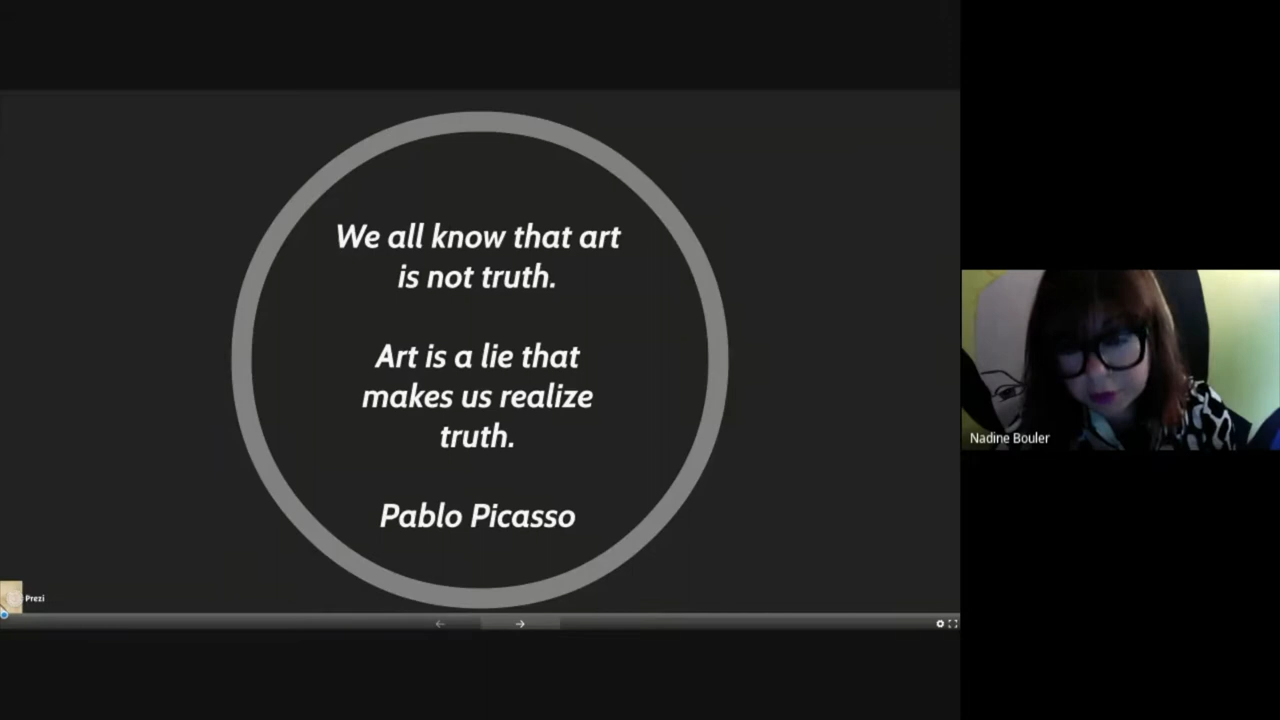 We all know that art
is not truth.
Art is a lie that
makes us realize
truth.
Pablo Picasso
Nadine Bouler
Prezi